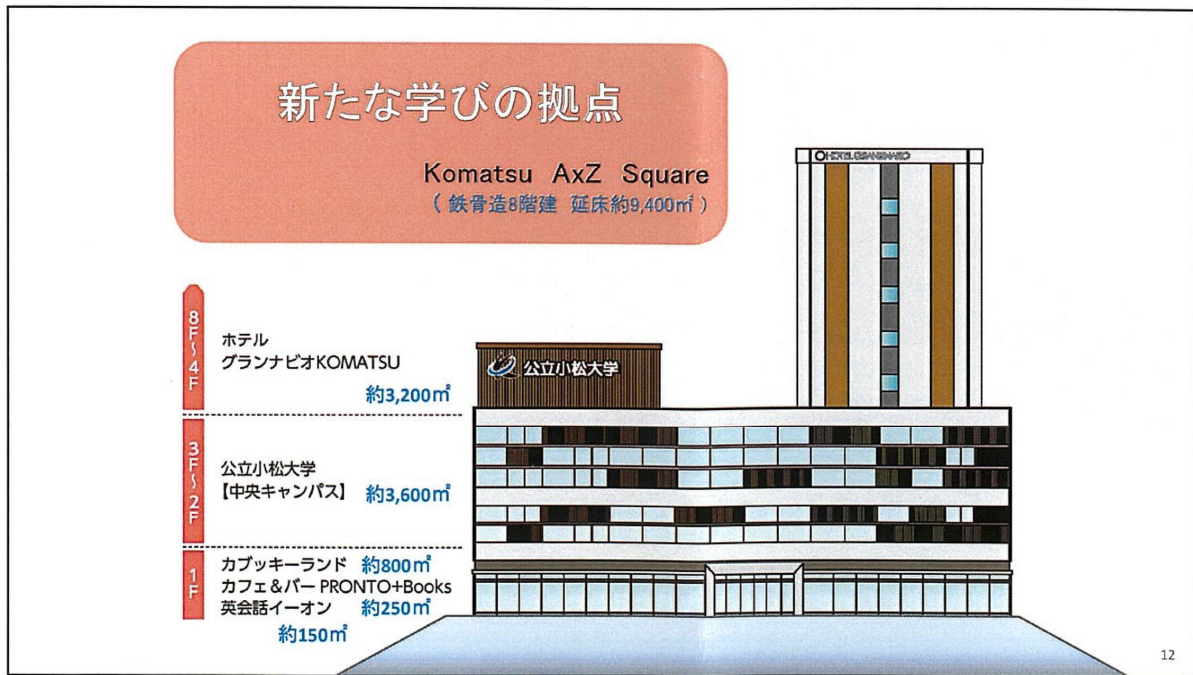 新たな学びの拠点
Komatsu AxZ Square
( 鉄骨造8階建 延床約9,400㎡ )
8F~4F
ホテル
グランナビオKOMATSU
約3,200㎡
3F~2F
公立小松大学
【中央キャンパス】 約3,600㎡
1F
カブッキーランド 約800㎡
カフェ&バー PRONTO+Books
英会話イーオン 約250㎡
約150㎡
公立小松大学
HOTEL GRANBINARIO
12